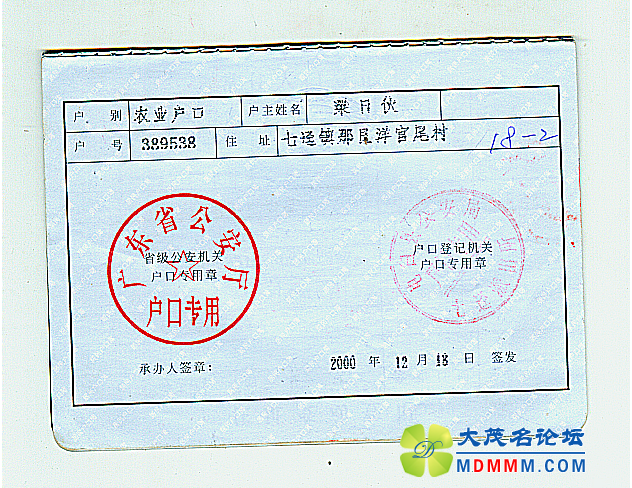 户 别 农业户口 户主姓名 梁日伙
户 号 389538 住 址 七迳镇那良洋宫尾村 18-2
广东省公安厅
省级公安机关
户口专用章
户口专用
户口登记机关
户口专用章
承办人签章：
2000 年 12 月 18 日 签发
大茂名论坛
MDMMM.COM